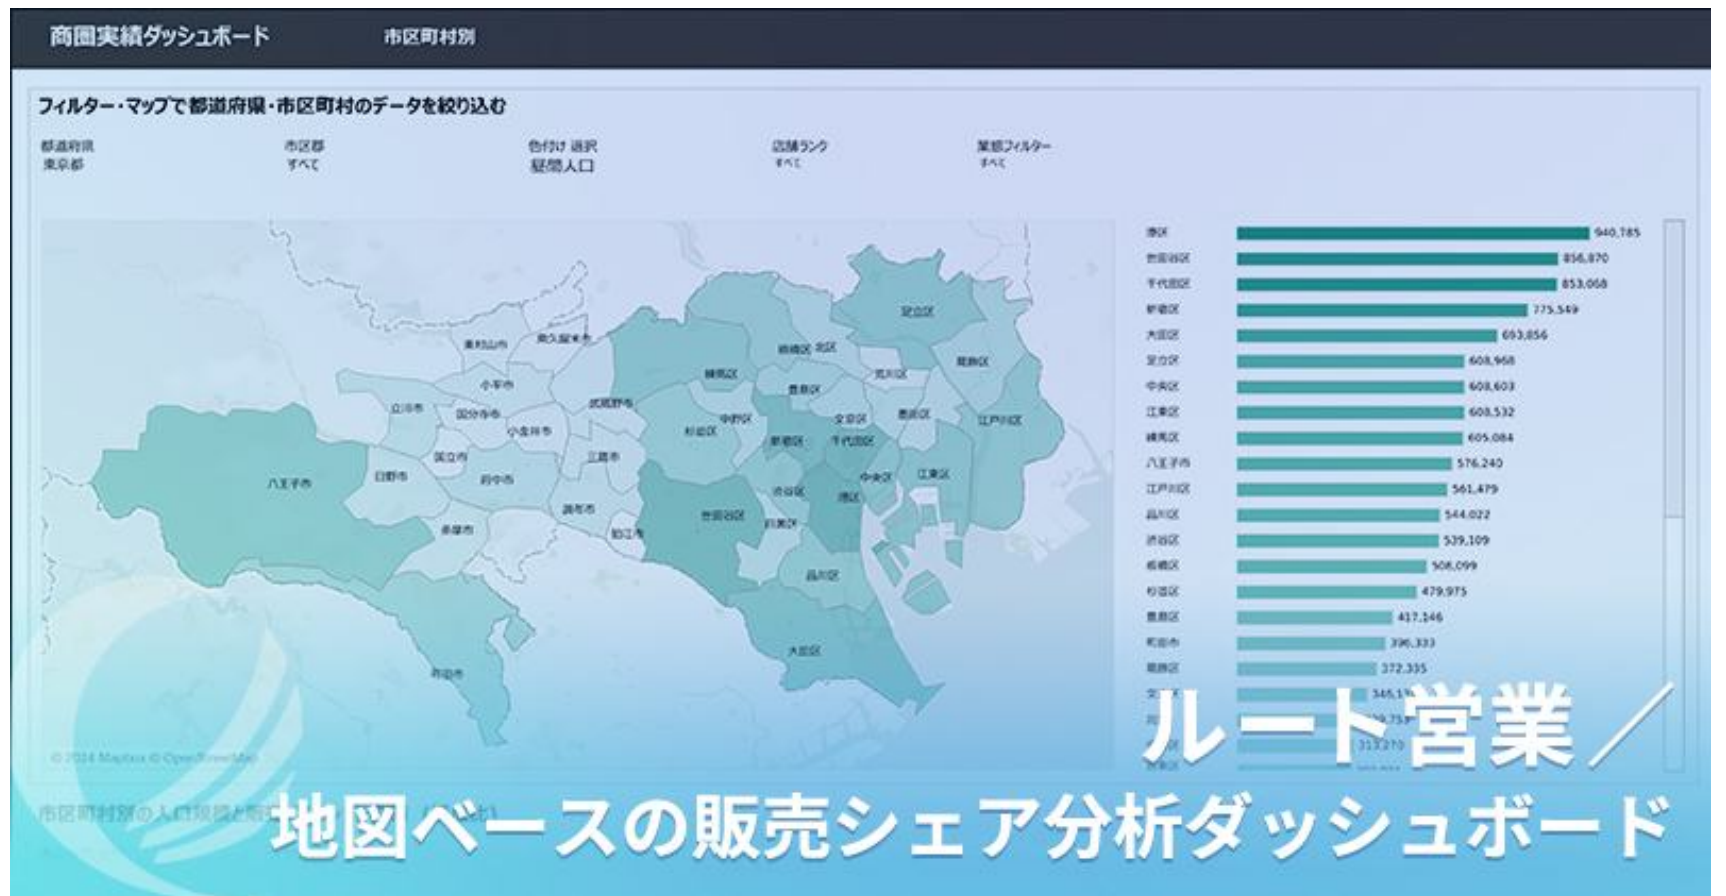 商圏実績ダッシュボード 市区町村別
フィルター・マップで都道府県・市区町村のデータを絞り込む
都道府県 市区郡 色付け 選択 店舗ランク 業態フィルター
東京都 すべて 昼間人口 すべて すべて
港区 940,785
世田谷区 856,870
千代田区 853,068
新宿区 775,549
大田区 693,856
足立区 608,968
中央区 608,603
江東区 608,532
練馬区 605,084
八王子市 576,240
江戸川区 561,479
品川区 544,022
渋谷区 539,109
板橋区 508,099
杉並区 479,975
豊島区 417,146
町田市 396,333
葛飾区 372,335
313,270
足立区
東村山市 東久留米市
板橋区 北区
葛飾区
練馬区 荒川区
小平市 豊島区
立川市 国分寺市 武蔵野市 中野区 文京区 墨田区 江戸川区
小金井市 杉並区 新宿区 千代田区
国立市 三鷹市
八王子市 日野市 府中市 渋谷区 港区 中央区 江東区
調布市 世田谷区 目黒区
多摩市 狛江市
品川区
大田区
町田市
© 2024 Mapbox © OpenStreetMap
市区町村別の人口規模と
ルート営業／
地図ベースの販売シェア分析ダッシュボード